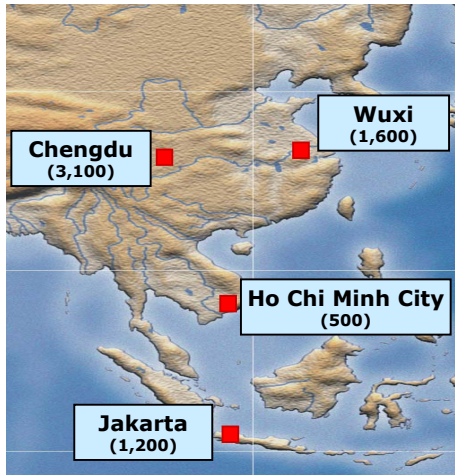 Wuxi
(1,600)
Chengdu
(3,100)
Ho Chi Minh City
(500)
Jakarta
(1,200)